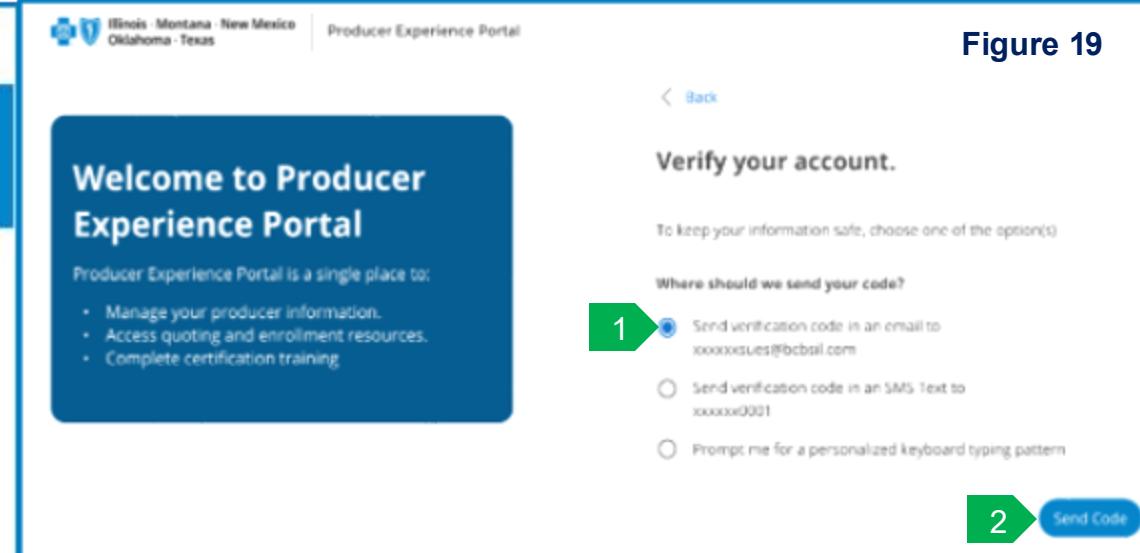 Illinois · Montana · New Mexico
Oklahoma · Texas
Producer Experience Portal
Figure 19
Back
Welcome to Producer
Experience Portal
Producer Experience Portal is a single place to:
• Manage your producer information.
• Access quoting and enrollment resources.
• Complete certification training
Verify your account.
To keep your information safe, choose one of the option(s)
Where should we send your code?
1
Send verification code in an email to
xxxxxxsues@bcbsil.com
Send verification code in an SMS Text to
xxxxxx0001
Prompt me for a personalized keyboard typing pattern
2
Send Code